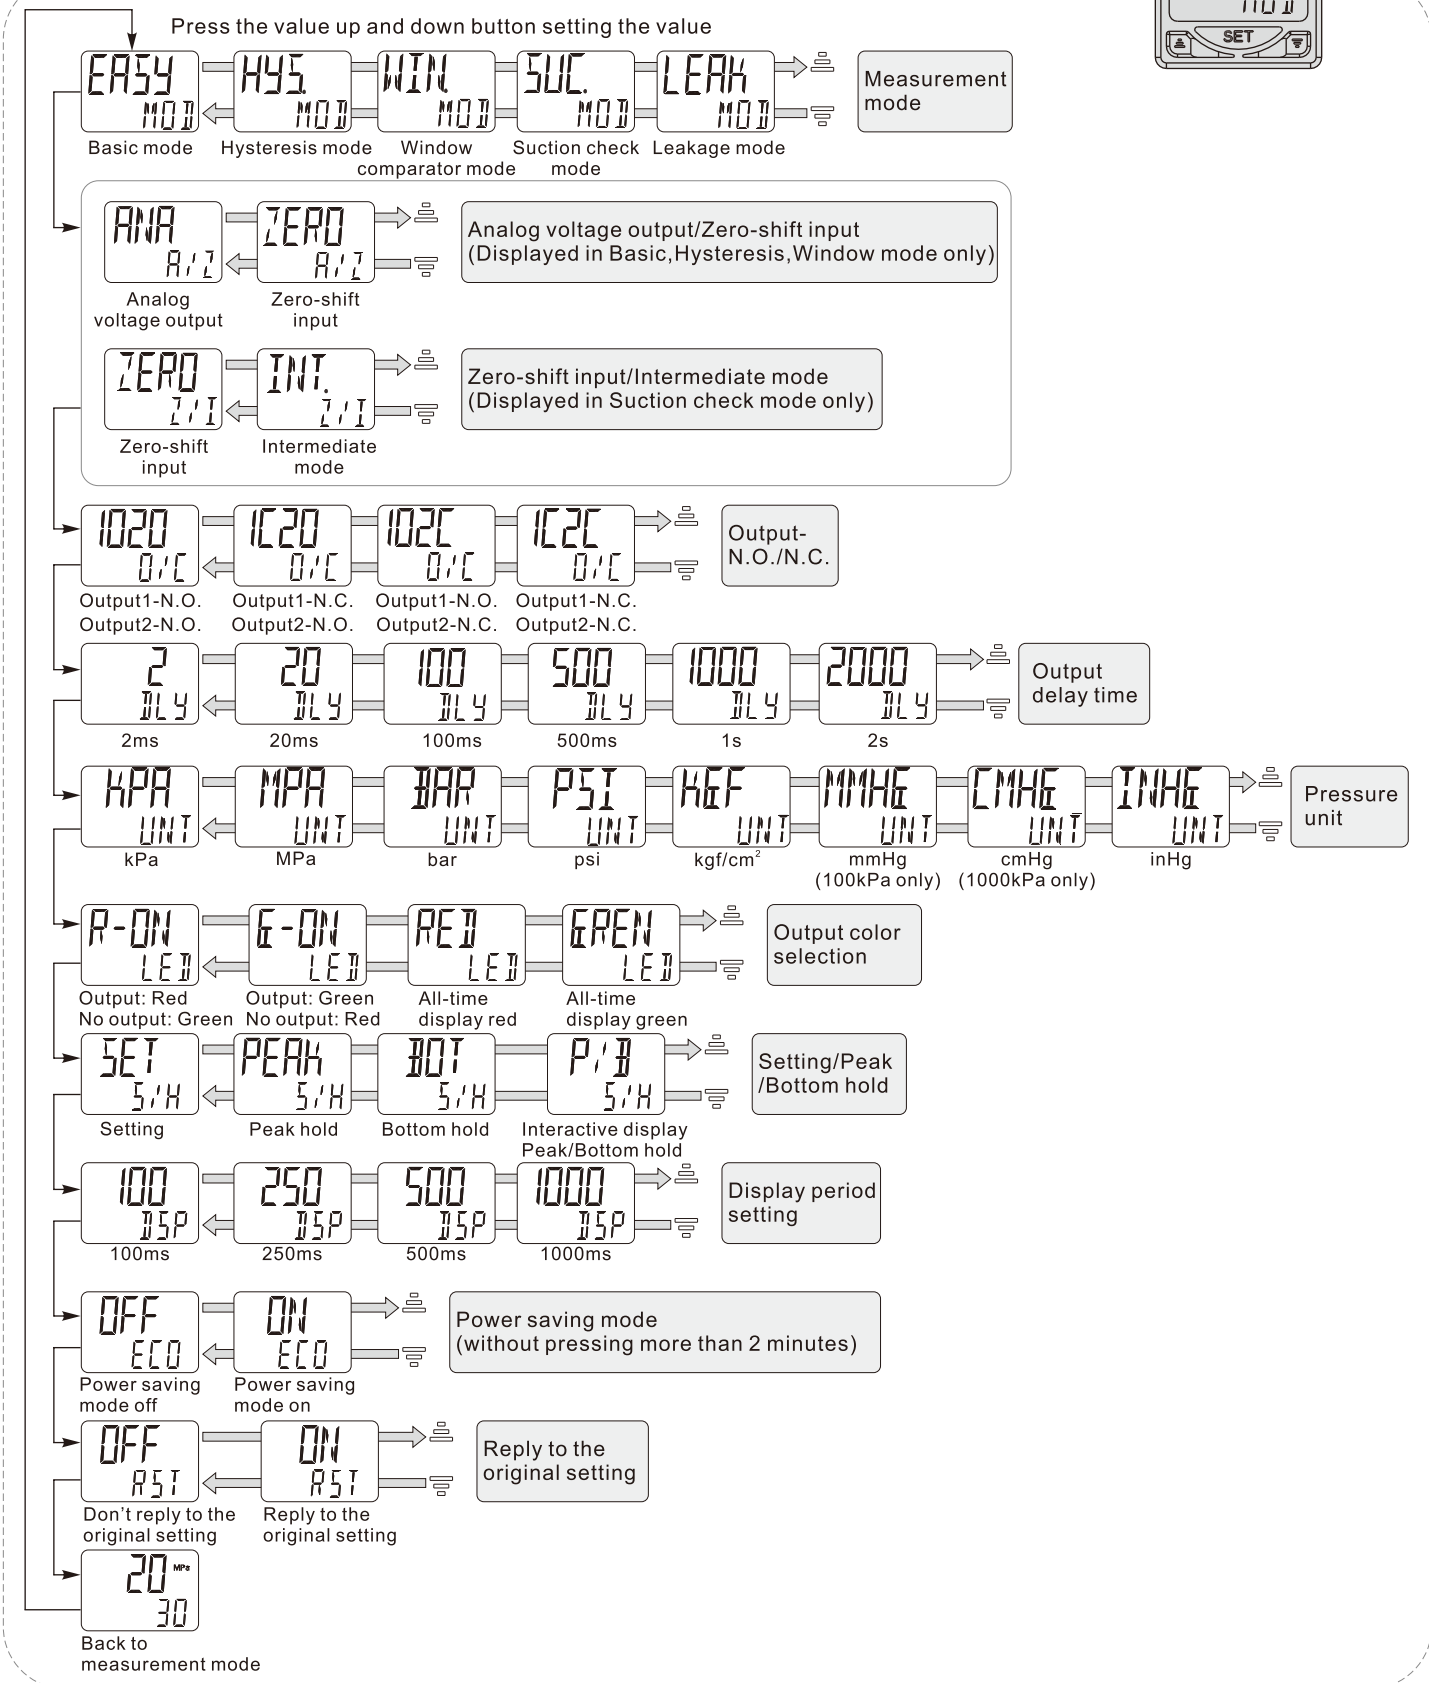 MOD
SET
Press the value up and down button setting the value
EASY HYS. WIN. SUC. LEAK
MOD MOD MOD MOD MOD
Measurement
mode
Basic mode Hysteresis mode Window Suction check Leakage mode
comparator mode mode
ANA ZERO
A/Z A/Z
Analog voltage output/Zero-shift input
(Displayed in Basic,Hysteresis,Window mode only)
Analog Zero-shift
voltage output input
ZERO INT.
Z/I Z/I
Zero-shift input/Intermediate mode
(Displayed in Suction check mode only)
Zero-shift Intermediate
input mode
1O2O 1C2O 1O2C 1C2C
O/C O/C O/C O/C
Output-
N.O./N.C.
Output1-N.O. Output1-N.C. Output1-N.O. Output1-N.C.
Output2-N.O. Output2-N.O. Output2-N.C. Output2-N.C.
2 20 100 500 1000 2000
DLY DLY DLY DLY DLY DLY
Output
delay time
2ms 20ms 100ms 500ms 1s 2s
KPA MPA BAR PSI KGF MMHG CMHG INHG
UNT UNT UNT UNT UNT UNT UNT UNT
Pressure
unit
kPa MPa bar psi kgf/cm² mmHg cmHg inHg
(100kPa only) (1000kPa only)
R-ON G-ON RED GREN
LED LED LED LED
Output color
selection
Output: Red Output: Green All-time All-time
No output: Green No output: Red display red display green
SET PEAK BOT P/B
S/H S/H S/H S/H
Setting/Peak
/Bottom hold
Setting Peak hold Bottom hold Interactive display
Peak/Bottom hold
100 250 500 1000
DSP DSP DSP DSP
Display period
setting
100ms 250ms 500ms 1000ms
OFF ON
ECO ECO
Power saving mode
(without pressing more than 2 minutes)
Power saving Power saving
mode off mode on
OFF ON
RST RST
Reply to the
original setting
Don't reply to the Reply to the
original setting original setting
20 MPa
30
Back to
measurement mode